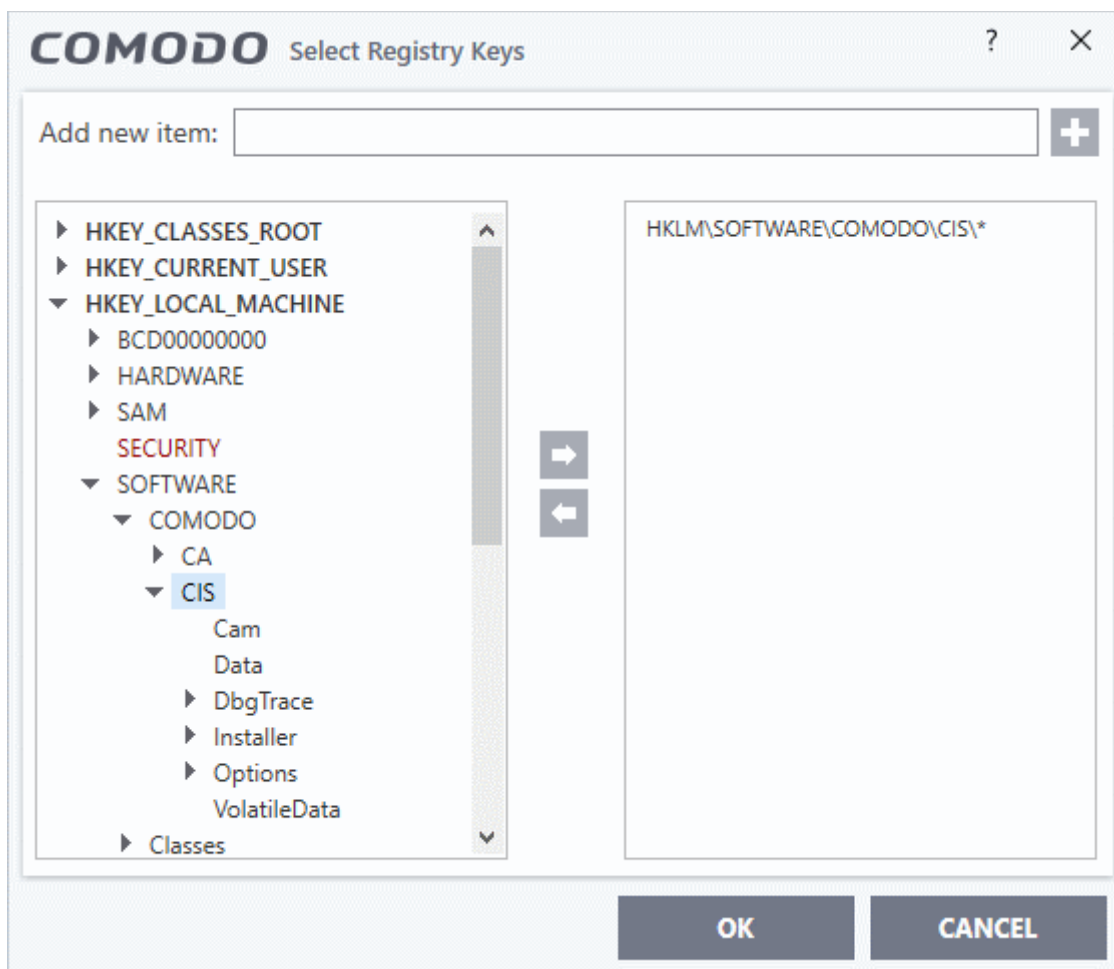 COMODO Select Registry Keys ?
Add new item:
HKEY_CLASSES_ROOT
HKEY_CURRENT_USER
HKEY_LOCAL_MACHINE
BCD00000000
HARDWARE
SAM
SECURITY
SOFTWARE
COMODO
CA
CIS
Cam
Data
DbgTrace
Installer
Options
VolatileData
Classes
HKLM\SOFTWARE\COMODO\CIS\*
OK CANCEL